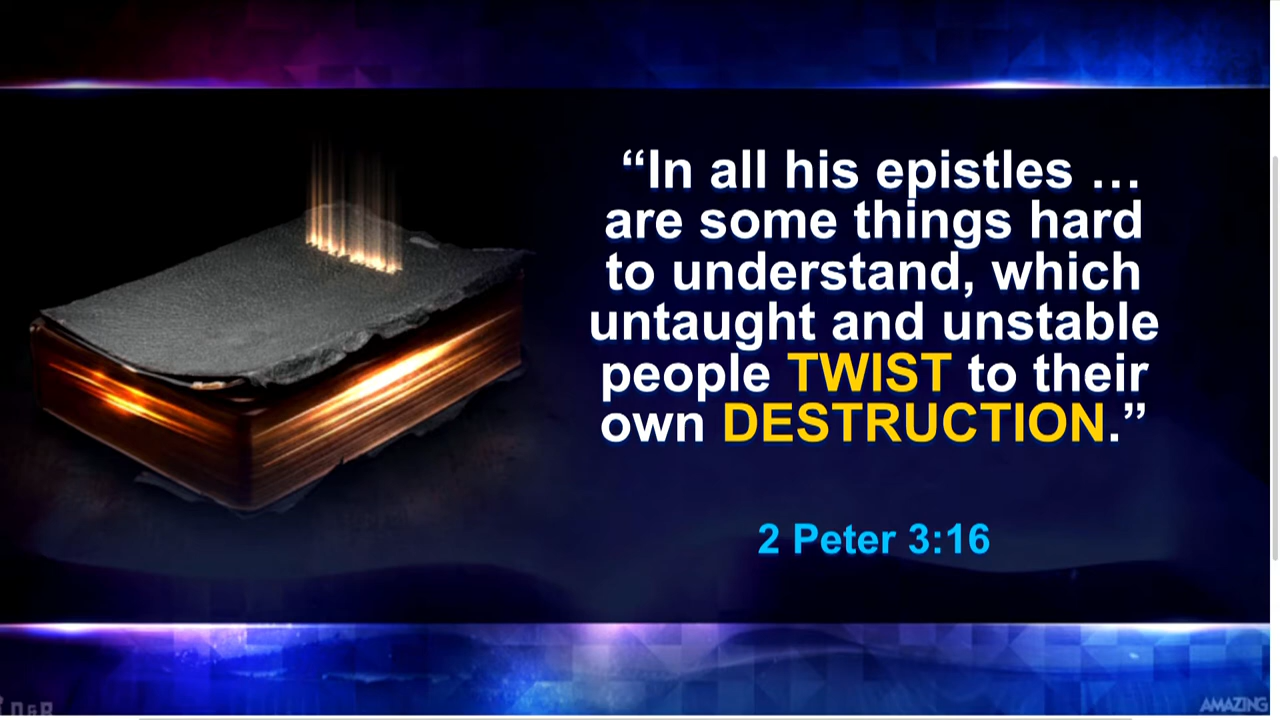 “In all his epistles …
are some things hard
to understand, which
untaught and unstable
people TWIST to their
own DESTRUCTION.”
2 Peter 3:16
AMAZING